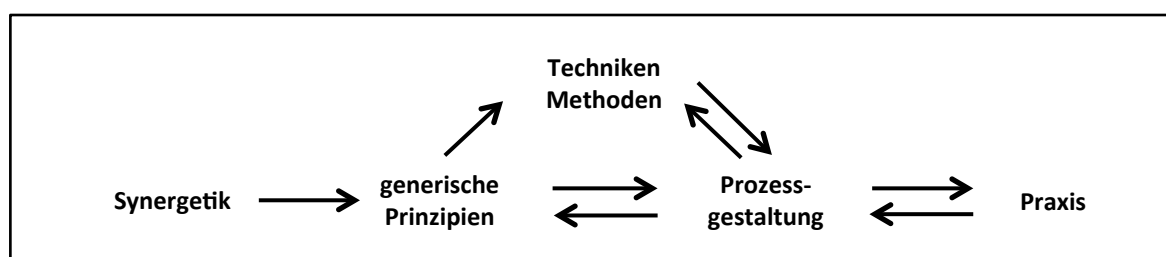 Techniken
Methoden
Synergetik
generische
Prinzipien
Prozess-
gestaltung
Praxis